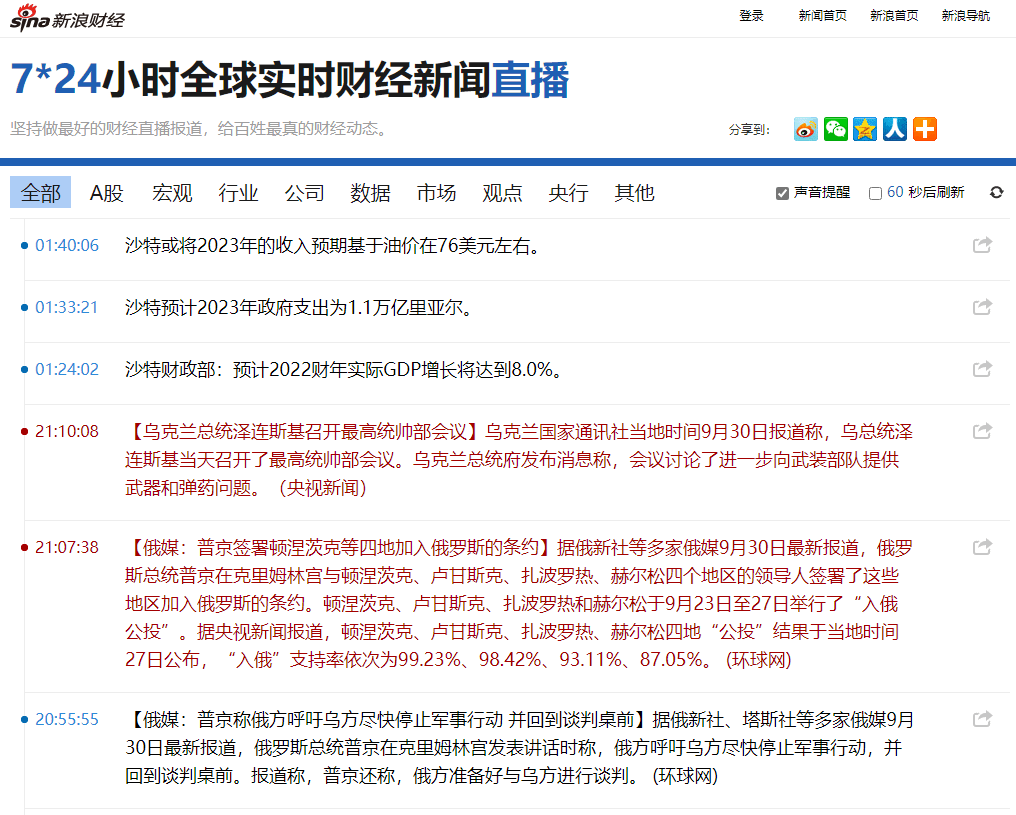 sina新浪财经
登录 新闻首页 新浪首页 新浪导航
7*24小时全球实时财经新闻直播
坚持做最好的财经直播报道，给百姓最真的财经动态。
分享到：
全部 A股 宏观 行业 公司 数据 市场 观点 央行 其他
声音提醒 60 秒后刷新
01:40:06 沙特或将2023年的收入预期基于油价在76美元左右。
01:33:21 沙特预计2023年政府支出为1.1万亿里亚尔。
01:24:02 沙特财政部：预计2022财年实际GDP增长将达到8.0%。
21:10:08 【乌克兰总统泽连斯基召开最高统帅部会议】乌克兰国家通讯社当地时间9月30日报道称，乌总统泽
连斯基当天召开了最高统帅部会议。乌克兰总统府发布消息称，会议讨论了进一步向武装部队提供
武器和弹药问题。（央视新闻）
21:07:38 【俄媒：普京签署顿涅茨克等四地加入俄罗斯的条约】据俄新社等多家俄媒9月30日最新报道，俄罗
斯总统普京在克里姆林宫与顿涅茨克、卢甘斯克、扎波罗热、赫尔松四个地区的领导人签署了这些
地区加入俄罗斯的条约。顿涅茨克、卢甘斯克、扎波罗热和赫尔松于9月23日至27日举行了“入俄
公投”。据央视新闻报道，顿涅茨克、卢甘斯克、扎波罗热、赫尔松四地“公投”结果于当地时间
27日公布，“入俄”支持率依次为99.23%、98.42%、93.11%、87.05%。 (环球网)
20:55:55 【俄媒：普京称俄方呼吁乌方尽快停止军事行动 并回到谈判桌前】据俄新社、塔斯社等多家俄媒9月
30日最新报道，俄罗斯总统普京在克里姆林宫发表讲话时称，俄方呼吁乌方尽快停止军事行动，并
回到谈判桌前。报道称，普京还称，俄方准备好与乌方进行谈判。 (环球网)